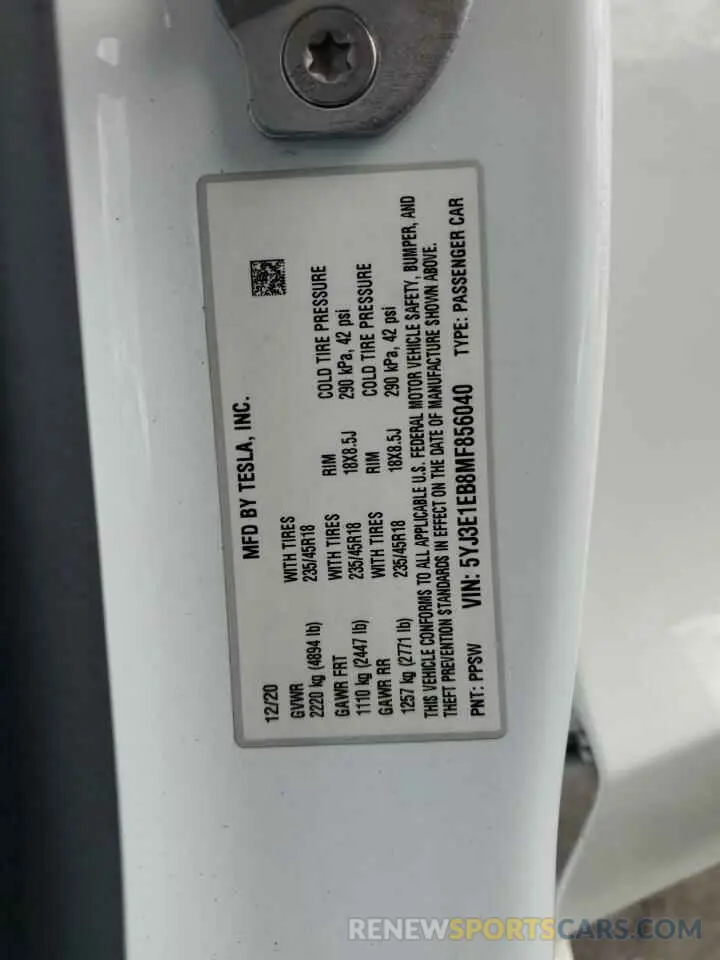 MFD BY TESLA, INC.
12/20
GVWR WITH TIRES
2220 kg (4894 lb) 235/45R18
GAWR FRT WITH TIRES RIM COLD TIRE PRESSURE
1110 kg (2447 lb) 235/45R18 18X8.5J 290 kPa, 42 psi
GAWR RR WITH TIRES RIM COLD TIRE PRESSURE
1257 kg (2771 lb) 235/45R18 18X8.5J 290 kPa, 42 psi
THIS VEHICLE CONFORMS TO ALL APPLICABLE U.S. FEDERAL MOTOR VEHICLE SAFETY, BUMPER, AND
THEFT PREVENTION STANDARDS IN EFFECT ON THE DATE OF MANUFACTURE SHOWN ABOVE.
PNT: PPSW VIN: 5YJ3E1EB8MF856040 TYPE: PASSENGER CAR
RENEWSPORTSCARS.COM